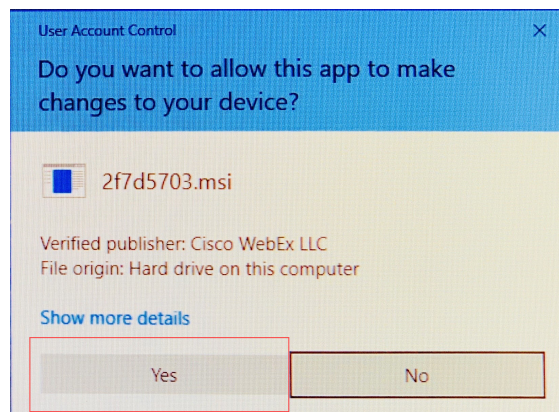 User Account Control
Do you want to allow this app to make
changes to your device?
2f7d5703.msi
Verified publisher: Cisco WebEx LLC
File origin: Hard drive on this computer
Show more details
Yes
No